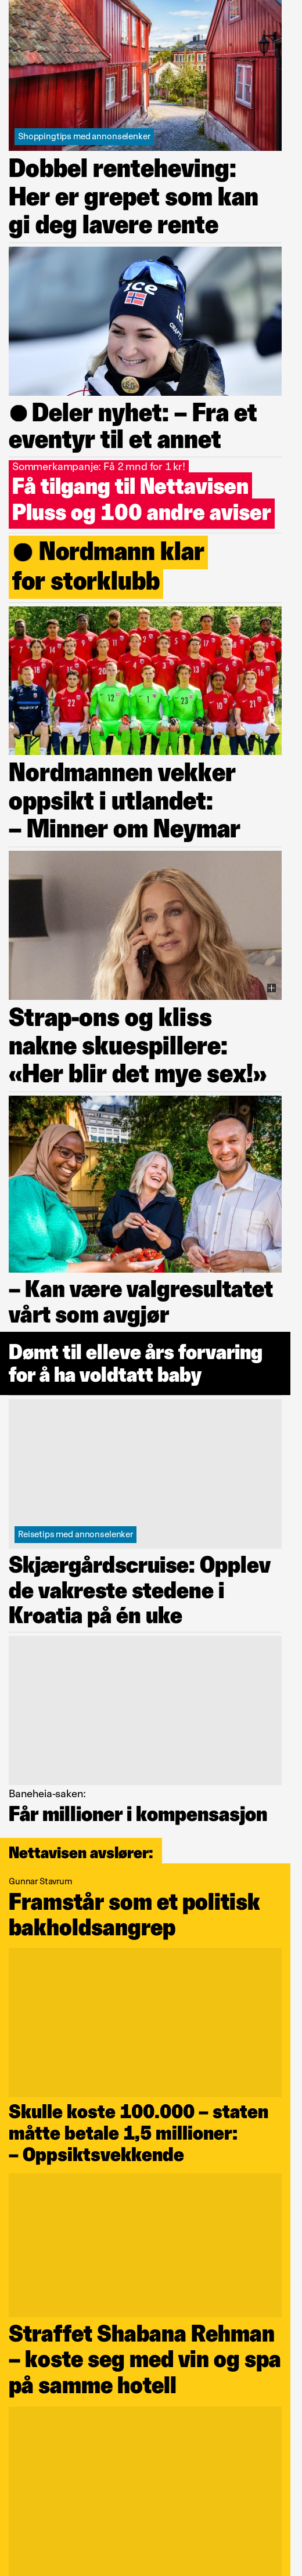 Shoppingtips med annonselenker
Dobbel renteheving:
Her er grepet som kan
gi deg lavere rente
ice
CRAFT
● Deler nyhet: – Fra et
eventyr til et annet
Sommerkampanje: Få 2 mnd for 1 kr!
Få tilgang til Nettavisen
Pluss og 100 andre aviser
● Nordmann klar
for storklubb
Nordmannen vekker
oppsikt i utlandet:
– Minner om Neymar
Strap-ons og kliss
nakne skuespillere:
«Her blir det mye sex!»
– Kan være valgresultatet
vårt som avgjør
Dømt til elleve års forvaring
for å ha voldtatt baby
Reisetips med annonselenker
Skjærgårdscruise: Opplev
de vakreste stedene i
Kroatia på én uke
Baneheia-saken:
Får millioner i kompensasjon
Nettavisen avslører:
Gunnar Stavrum
Framstår som et politisk
bakholdsangrep
Skulle koste 100.000 – staten
måtte betale 1,5 millioner:
– Oppsiktsvekkende
Straffet Shabana Rehman
– koste seg med vin og spa
på samme hotell